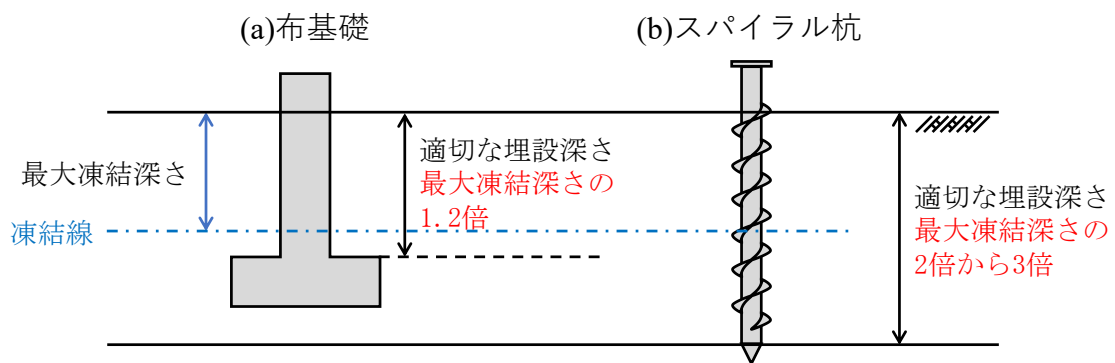 (a)布基礎
(b)スパイラル杭
最大凍結深さ
凍結線
適切な埋設深さ
最大凍結深さの
1.2倍
適切な埋設深さ
最大凍結深さの
2倍から3倍